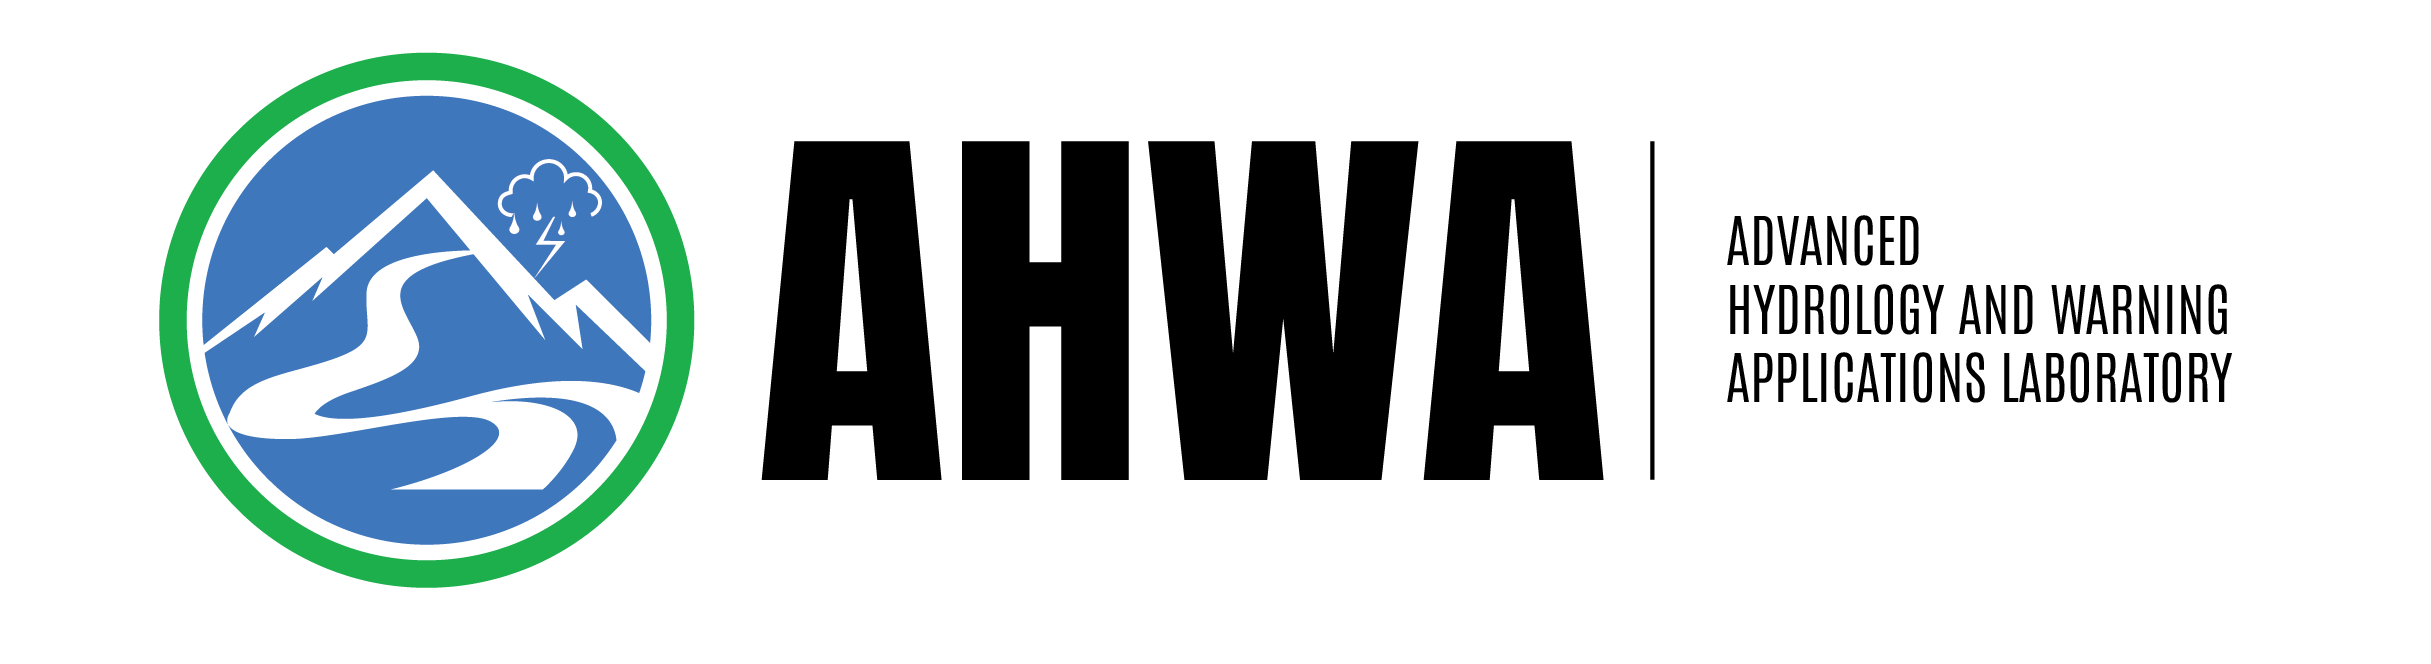 AHWA
ADVANCED
HYDROLOGY AND WARNING
APPLICATIONS LABORATORY